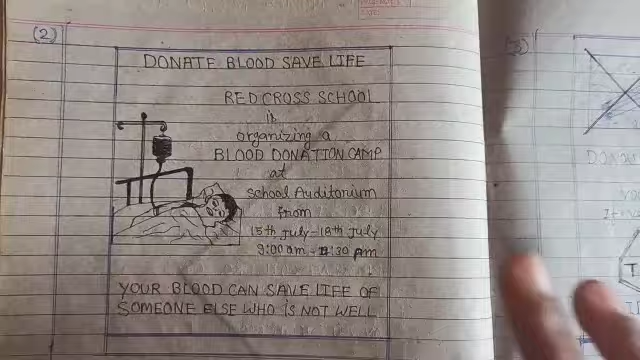 (2)
DONATE BLOOD SAVE LIFE
RED CROSS SCHOOL
is
organizing a
BLOOD DONATION CAMP
at
School Auditorium
from
15th July - 18th July
9:00 am - 4:30 pm
YOUR BLOOD CAN SAVE LIFE OF
SOMEONE ELSE WHO IS NOT WELL
(3)